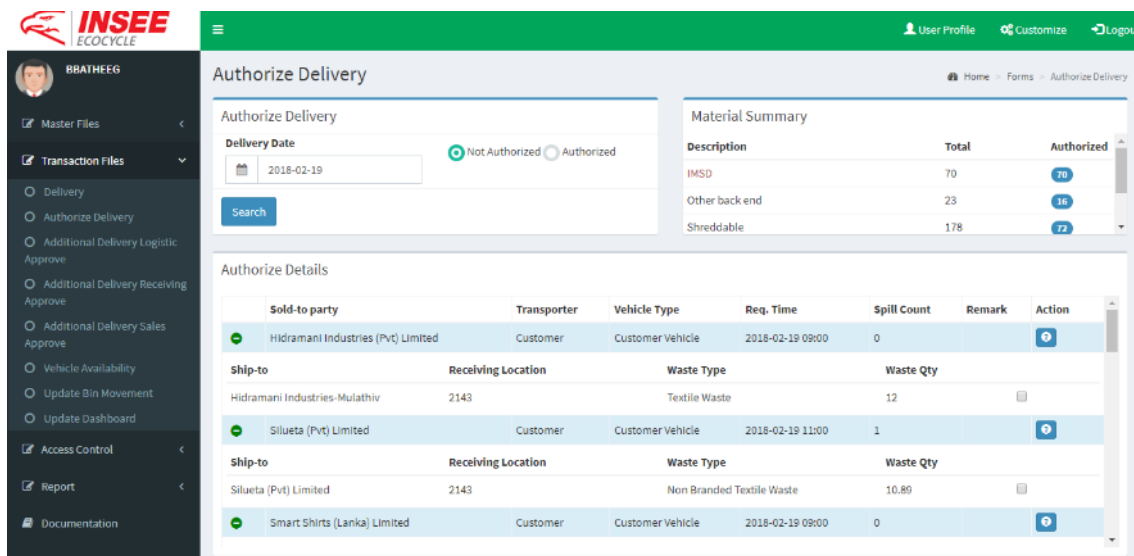 INSEE
ECOCYCLE
User Profile
Customize
Logou
BBATHEEG
Master Files
Transaction Files
Delivery
Authorize Delivery
Additional Delivery Logistic
Approve
Additional Delivery Receiving
Approve
Additional Delivery Sales
Approve
Vehicle Availability
Update Bin Movement
Update Dashboard
Access Control
Report
Documentation
Authorize Delivery
Home > Forms > Authorize Delivery
Authorize Delivery
Delivery Date
2018-02-19
Not Authorized Authorized
Search
Material Summary
Description Total Authorized
IMSD 70 70
Other back end 23 16
Shreddable 178 72
Authorize Details
Sold-to party Transporter Vehicle Type Req. Time Spill Count Remark Action
Hidramani Industries (Pvt) Limited Customer Customer Vehicle 2018-02-19 09:00 0
Ship-to Receiving Location Waste Type Waste Qty
Hidramani Industries-Mulathiv 2143 Textile Waste 12
Silueta (Pvt) Limited Customer Customer Vehicle 2018-02-19 11:00 1
Ship-to Receiving Location Waste Type Waste Qty
Silueta (Pvt) Limited 2143 Non Branded Textile Waste 10.89
Smart Shirts (Lanka) Limited Customer Customer Vehicle 2018-02-19 09:00 0